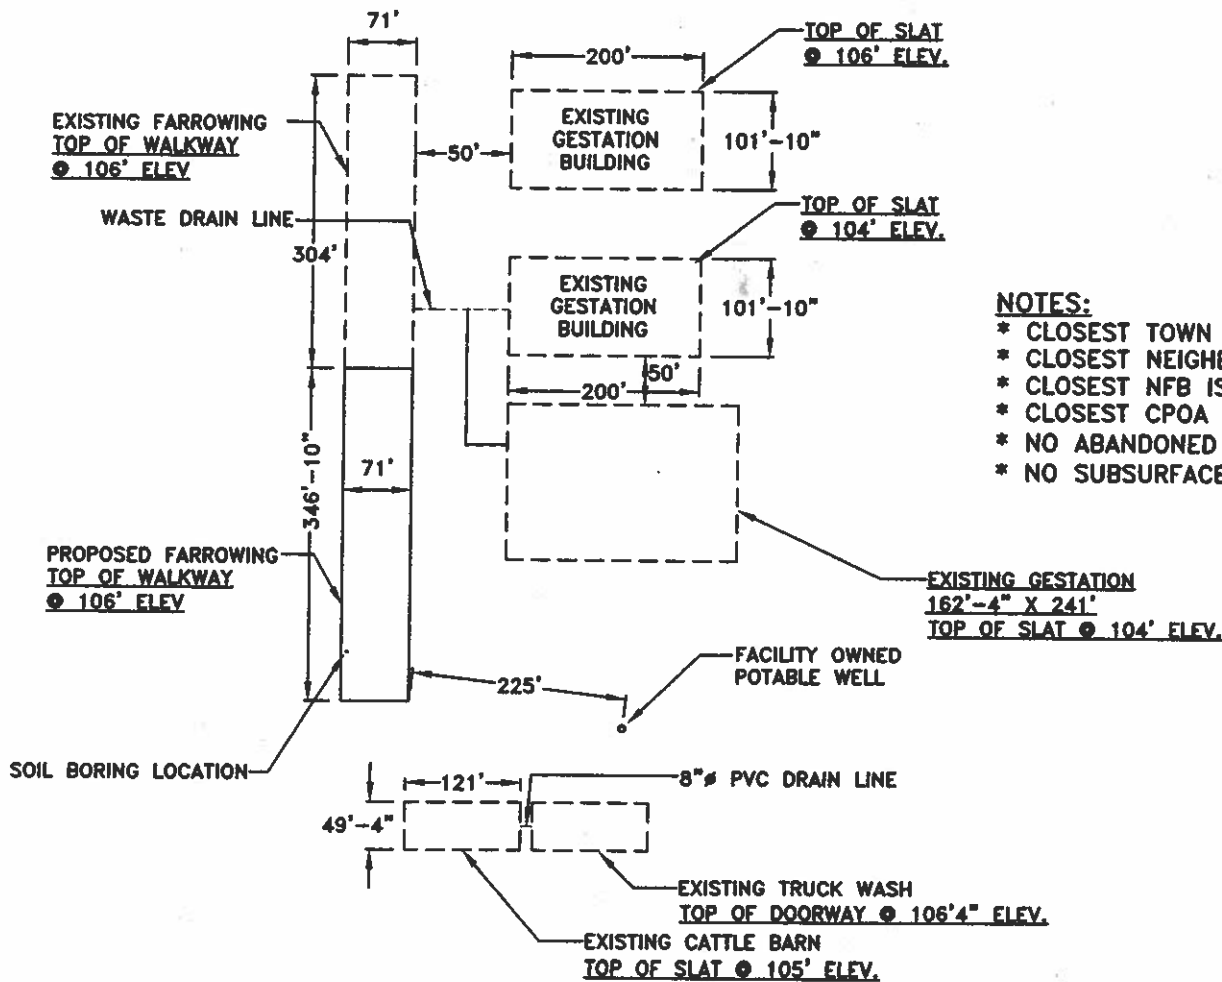 71'
200'
TOP OF SLAT
@ 106' ELEV.
EXISTING FARROWING
TOP OF WALKWAY
@ 106' ELEV
EXISTING
GESTATION
BUILDING
101'-10"
50'
WASTE DRAIN LINE
TOP OF SLAT
@ 104' ELEV.
304'
EXISTING
GESTATION
BUILDING
101'-10"
NOTES:
* CLOSEST TOWN
* CLOSEST NEIGHB
* CLOSEST NFB IS
* CLOSEST CPOA
* NO ABANDONED
* NO SUBSURFACE
50'
200'
346'-10"
71'
PROPOSED FARROWING
TOP OF WALKWAY
@ 106' ELEV
EXISTING GESTATION
162'-4" X 241'
TOP OF SLAT @ 104' ELEV.
FACILITY OWNED
POTABLE WELL
225'
SOIL BORING LOCATION
121'
8"ø PVC DRAIN LINE
49'-4"
EXISTING TRUCK WASH
TOP OF DOORWAY @ 106'4" ELEV.
EXISTING CATTLE BARN
TOP OF SLAT @ 105' ELEV.